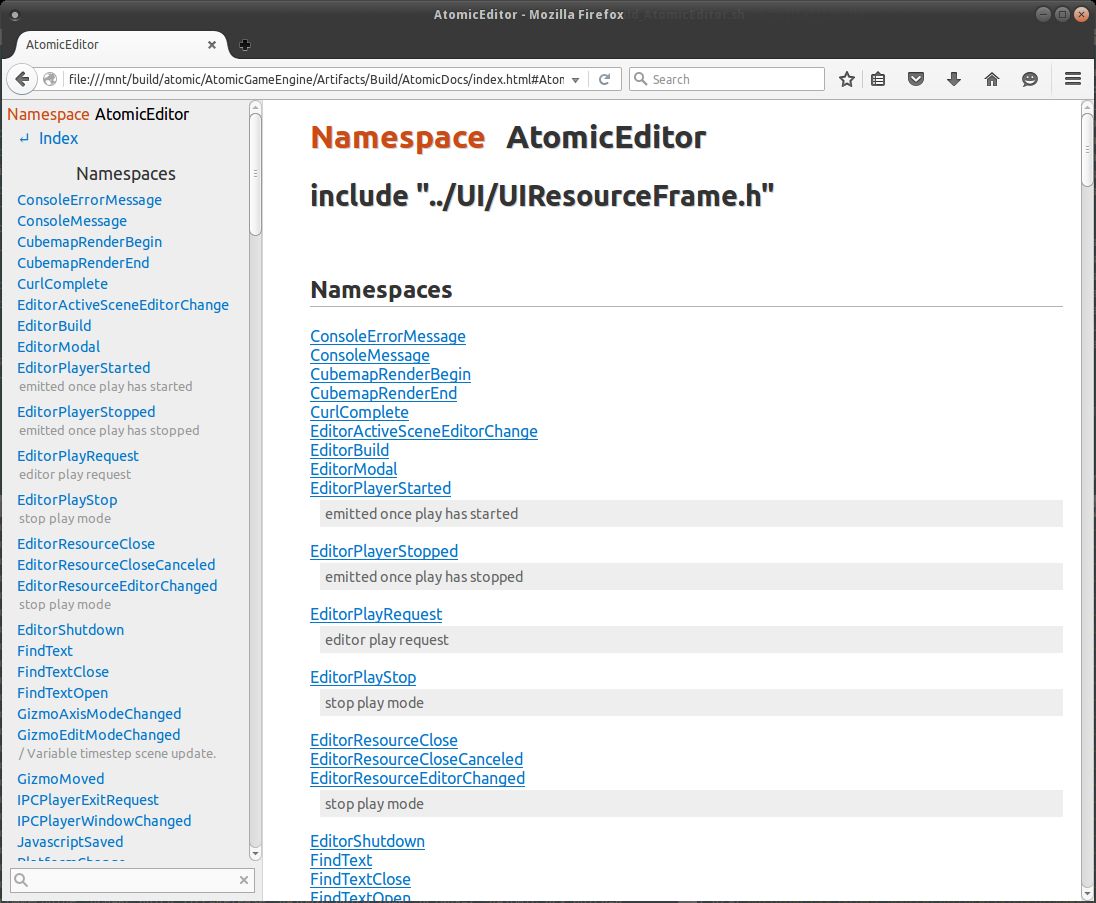 AtomicEditor - Mozilla Firefox
AtomicEditor
file:///mnt/build/atomic/AtomicGameEngine/Artifacts/Build/AtomicDocs/index.html#Aton
Search
Namespace AtomicEditor
Index
Namespaces
ConsoleErrorMessage
ConsoleMessage
CubemapRenderBegin
CubemapRenderEnd
CurlComplete
EditorActiveSceneEditorChange
EditorBuild
EditorModal
EditorPlayerStarted
emitted once play has started
EditorPlayerStopped
emitted once play has stopped
EditorPlayRequest
editor play request
EditorPlayStop
stop play mode
EditorResourceClose
EditorResourceCloseCanceled
EditorResourceEditorChanged
stop play mode
EditorShutdown
FindText
FindTextClose
FindTextOpen
GizmoAxisModeChanged
GizmoEditModeChanged
/ Variable timestep scene update.
GizmoMoved
IPCPlayerExitRequest
IPCPlayerWindowChanged
JavascriptSaved
PlatformChange
Namespace AtomicEditor
include "../UI/UIResourceFrame.h"
Namespaces
ConsoleErrorMessage
ConsoleMessage
CubemapRenderBegin
CubemapRenderEnd
CurlComplete
EditorActiveSceneEditorChange
EditorBuild
EditorModal
EditorPlayerStarted
emitted once play has started
EditorPlayerStopped
emitted once play has stopped
EditorPlayRequest
editor play request
EditorPlayStop
stop play mode
EditorResourceClose
EditorResourceCloseCanceled
EditorResourceEditorChanged
stop play mode
EditorShutdown
FindText
FindTextClose
FindTextOpen